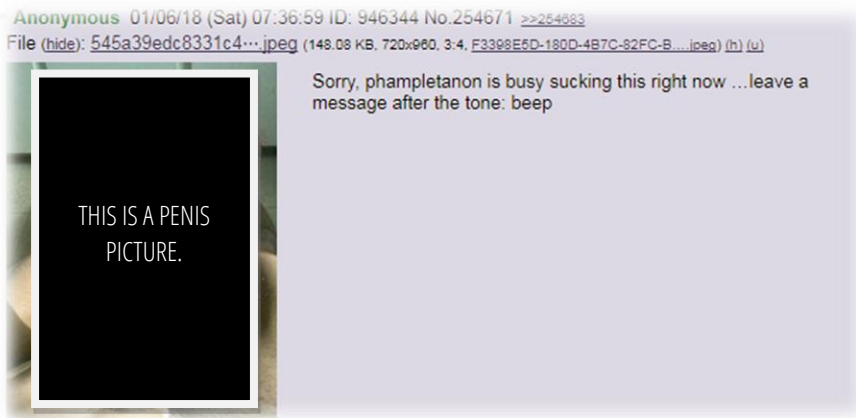 Anonymous 01/06/18 (Sat) 07:36:59 ID: 946344 No.254671 >>254683
File (hide): 545a39edc8331c4···.jpeg (148.08 KB, 720x960, 3:4, F3398E5D-180D-4B7C-82FC-B....jpeg) (h) (u)
Sorry, phampletanon is busy sucking this right now ...leave a
message after the tone: beep
THIS IS A PENIS
PICTURE.